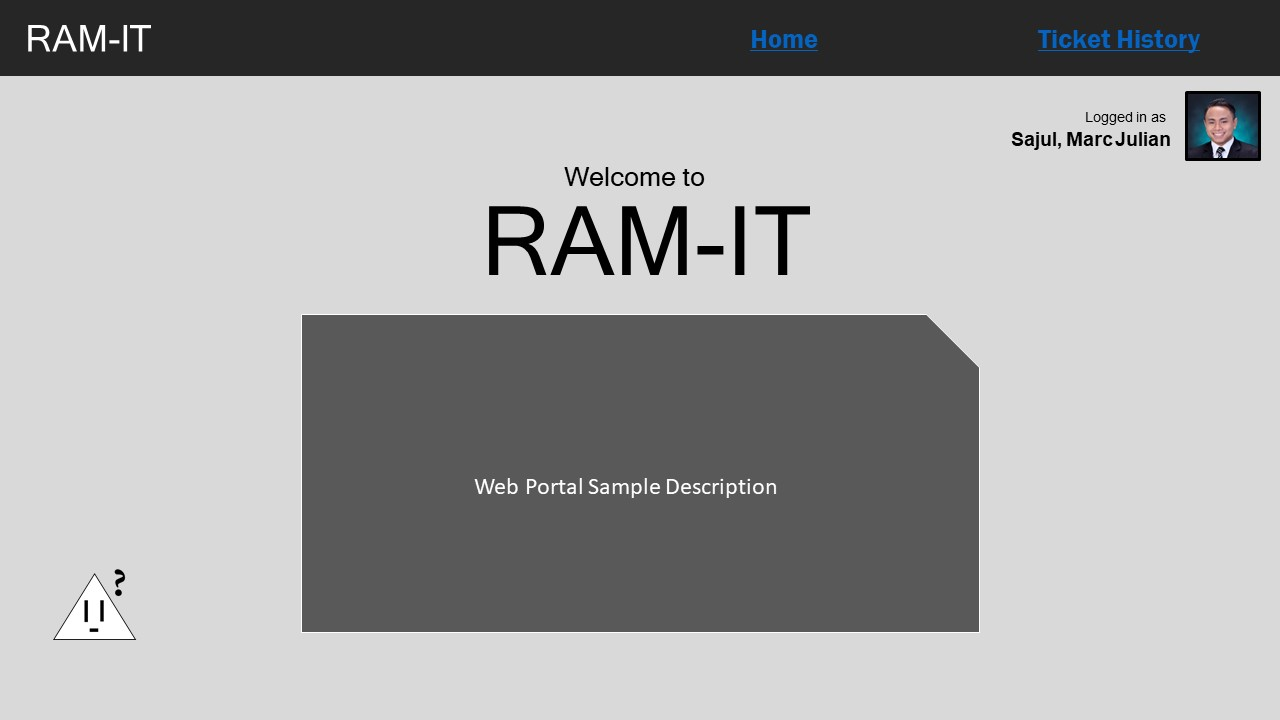 RAM-IT
Home
Ticket History
Logged in as
Sajul, Marc Julian
Welcome to
RAM-IT
Web Portal Sample Description
?